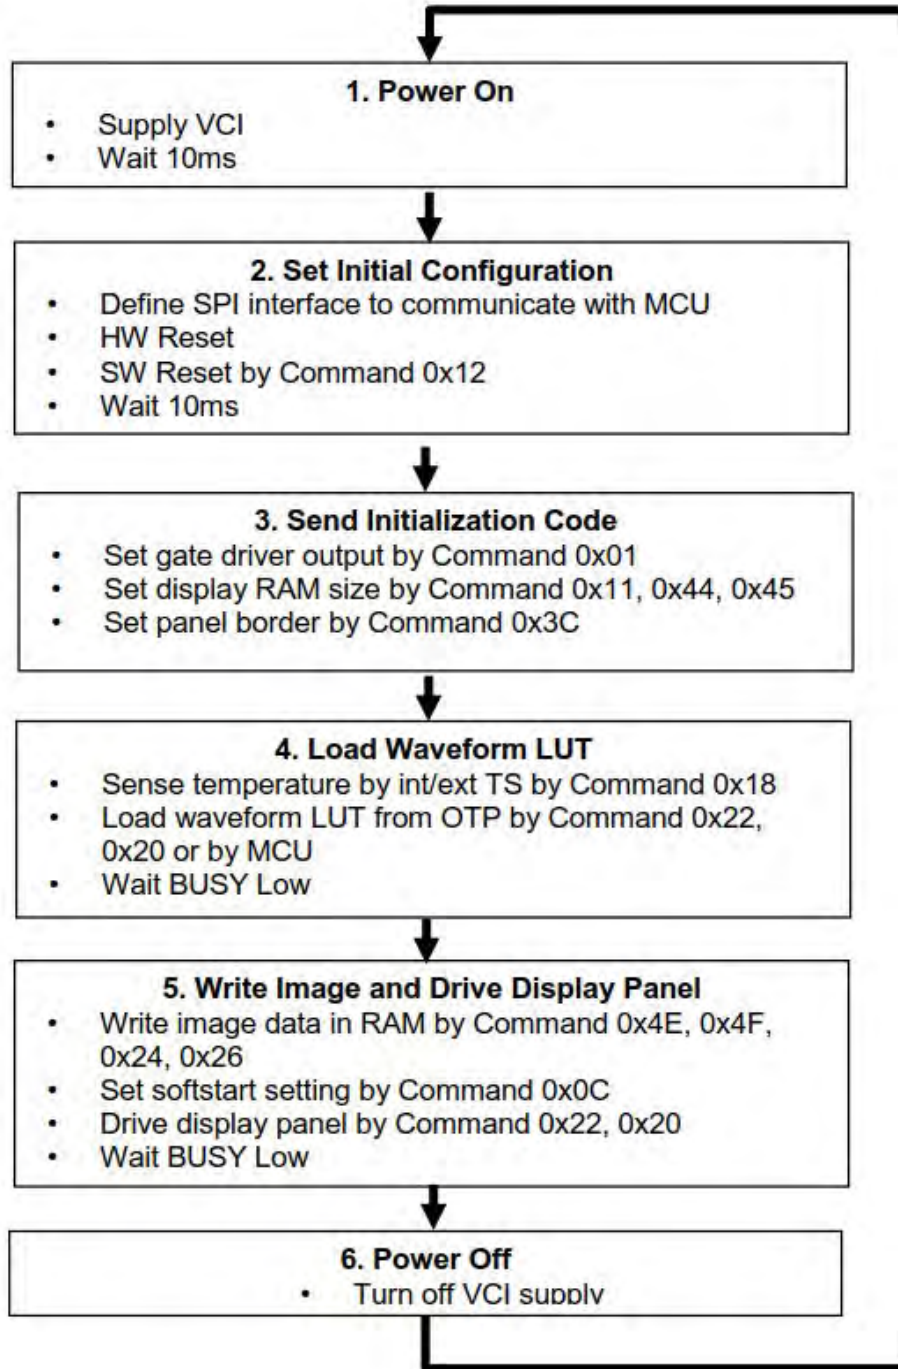 1. Power On
• Supply VCI
• Wait 10ms
2. Set Initial Configuration
• Define SPI interface to communicate with MCU
• HW Reset
• SW Reset by Command 0x12
• Wait 10ms
3. Send Initialization Code
• Set gate driver output by Command 0x01
• Set display RAM size by Command 0x11, 0x44, 0x45
• Set panel border by Command 0x3C
4. Load Waveform LUT
• Sense temperature by int/ext TS by Command 0x18
• Load waveform LUT from OTP by Command 0x22,
0x20 or by MCU
• Wait BUSY Low
5. Write Image and Drive Display Panel
• Write image data in RAM by Command 0x4E, 0x4F,
0x24, 0x26
• Set softstart setting by Command 0x0C
• Drive display panel by Command 0x22, 0x20
• Wait BUSY Low
6. Power Off
• Turn off VCI supply